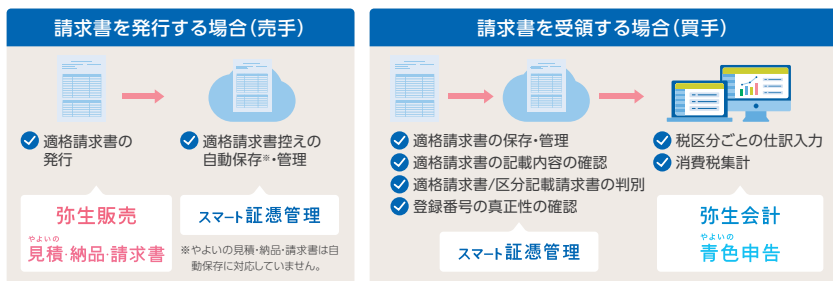 請求書を発行する場合(売手)
適格請求書の
発行
適格請求書控えの
自動保存※・管理
弥生販売
やよいの
見積・納品・請求書
スマート証憑管理
※やよいの見積・納品・請求書は自
動保存に対応していません。
請求書を受領する場合(買手)
適格請求書の保存・管理
適格請求書の記載内容の確認
適格請求書/区分記載請求書の判別
登録番号の真正性の確認
スマート証憑管理
税区分ごとの仕訳入力
消費税集計
弥生会計
やよいの
青色申告